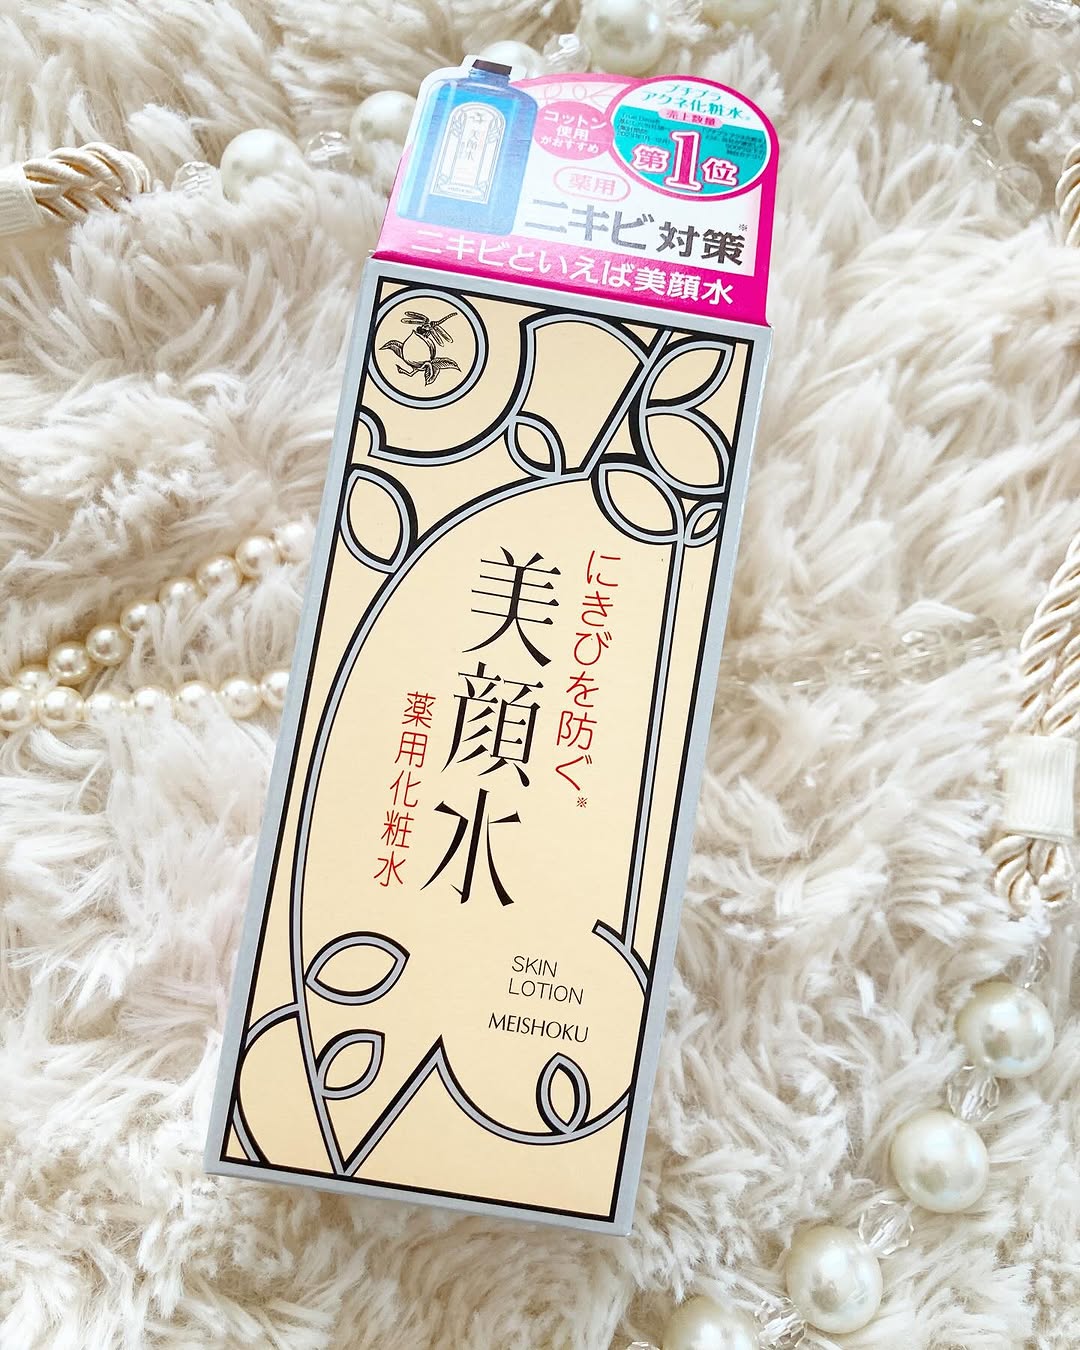 プチプラ
アクネ化粧水※
売上数量
第1位
コットン
使用
がおすすめ
薬用
ニキビ対策※
ニキビといえば美顔水
にきびを防ぐ※
美顔水
薬用化粧水
SKIN
LOTION
MEISHOKU